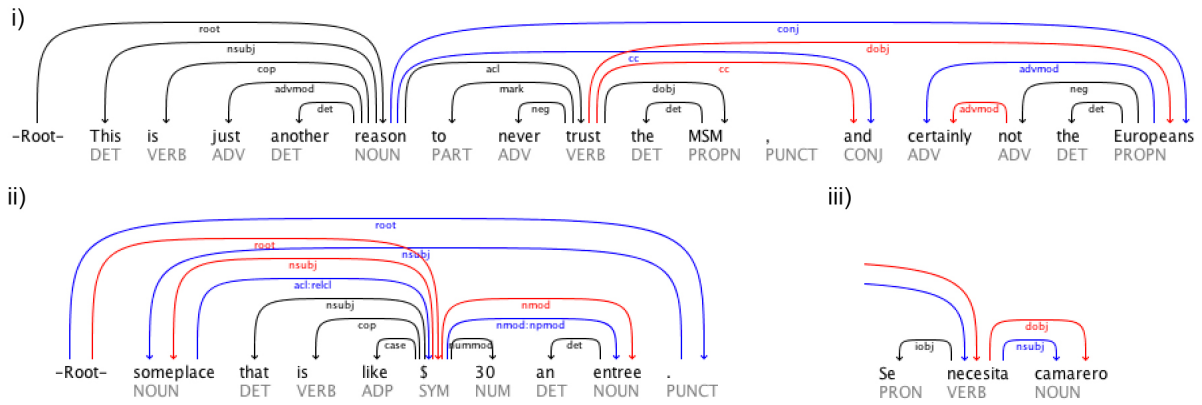 i)
root
conj
nsubj
dobj
cc
cop
acl
cc
advmod
advmod
mark
dobj
neg
det
neg
det
advmod
det
-Root- This is just another reason to never trust the MSM , and certainly not the Europeans
DET VERB ADV DET NOUN PART ADV VERB DET PROPN PUNCT CONJ ADV ADV DET PROPN
ii)
iii)
root
root
nsubj
nsubj
acl:relcl
nsubj
nmod
cop
nmod:npmod
dobj
case
nummod
det
iobj
nsubj
-Root- someplace that is like $ 30 an entree .
NOUN DET VERB ADP SYM NUM DET NOUN PUNCT
Se necesita camarero
PRON VERB NOUN